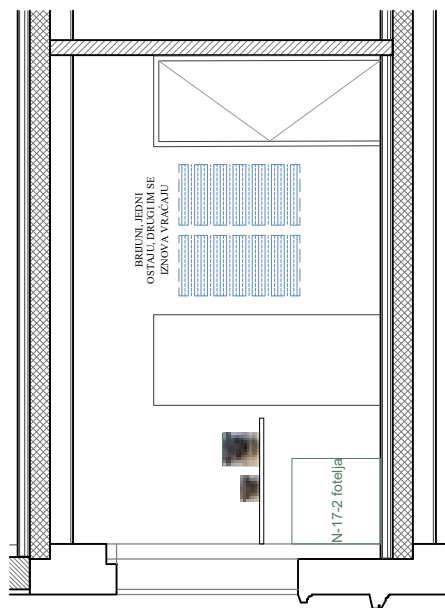 BRIJUNI, JEDNI
OSTAJU, DRUGI IM SE
IZNOVA VRAĆAJU
N-17-2 fotelja